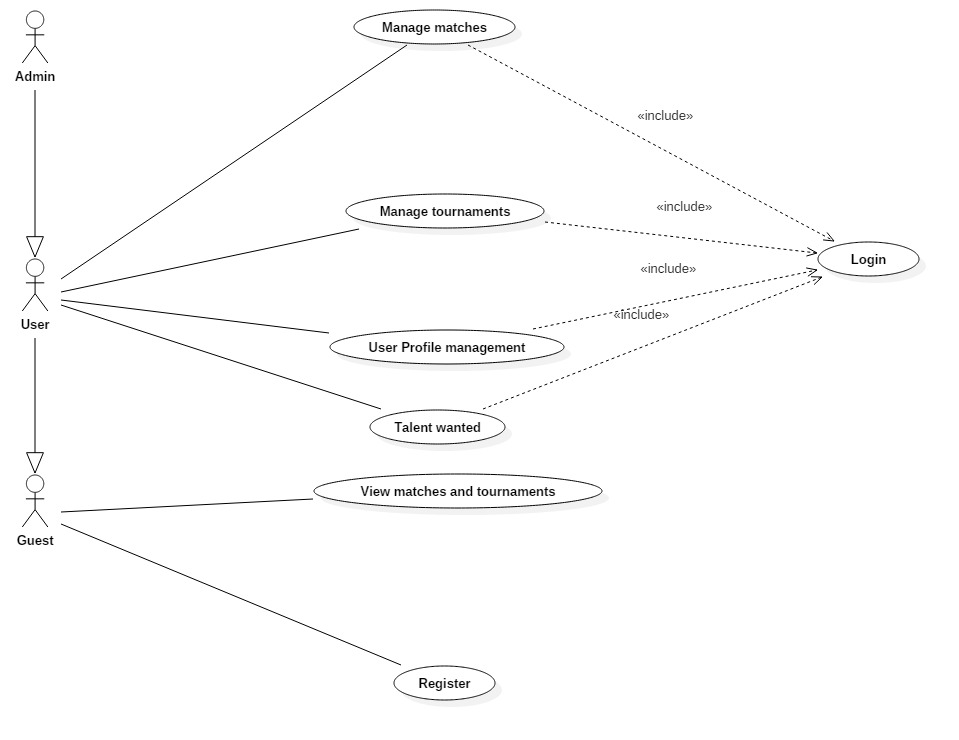 Manage matches
Admin
«include»
Manage tournaments
«include»
Login
«include»
«include»
User
User Profile management
Talent wanted
View matches and tournaments
Guest
Register